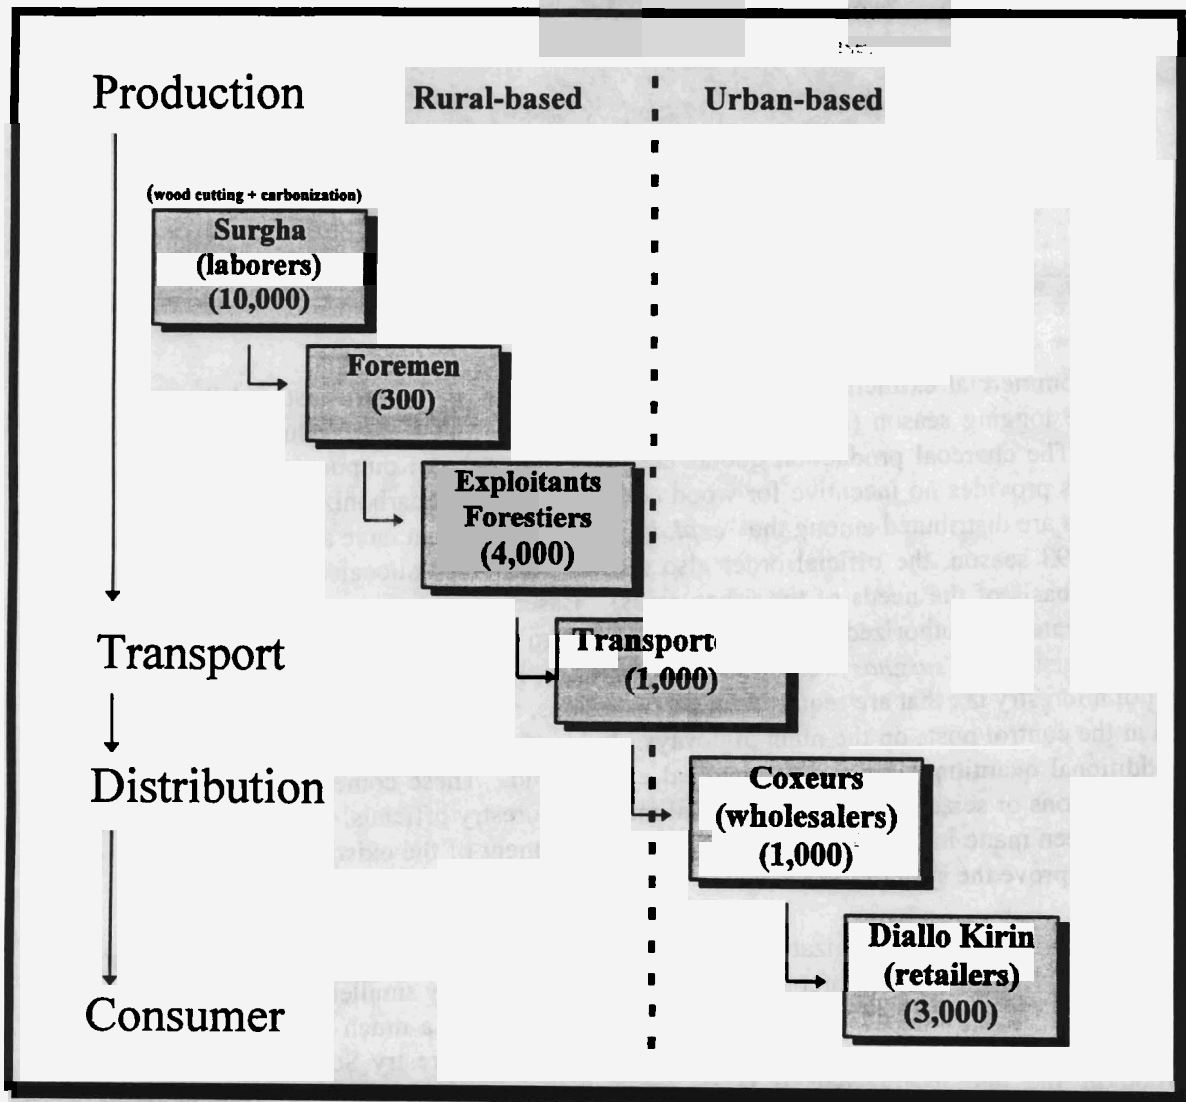 Production
Rural-based
Urban-based
(wood cutting + carbonization)
Surgha
(laborers)
(10,000)
Foremen
(300)
Exploitants
Forestiers
(4,000)
Transport
(1,000)
Transport
Distribution
Coxeurs
(wholesalers)
(1,000)
Diallo Kirin
(retailers)
(3,000)
Consumer